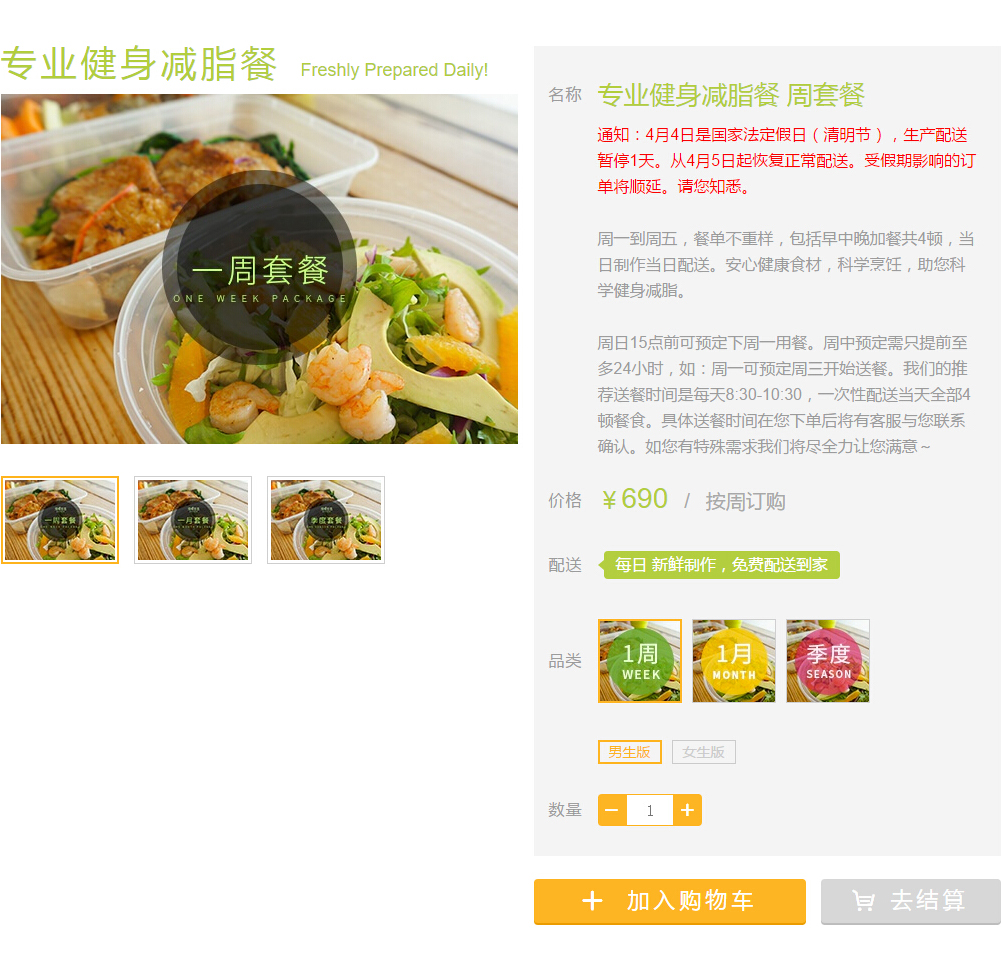 专业健身减脂餐 Freshly Prepared Daily!
一周套餐
ONE WEEK PACKAGE
一周套餐
一月套餐
季度套餐
名称 专业健身减脂餐 周套餐
通知：4月4日是国家法定假日（清明节），生产配送
暂停1天。从4月5日起恢复正常配送。受假期影响的订
单将顺延。请您知悉。
周一到周五，餐单不重样，包括早中晚加餐共4顿，当
日制作当日配送。安心健康食材，科学烹饪，助您科
学健身减脂。
周日15点前可预定下周一用餐。周中预定需只提前至
多24小时，如：周一可预定周三开始送餐。我们的推
荐送餐时间是每天8:30-10:30，一次性配送当天全部4
顿餐食。具体送餐时间在您下单后将有客服与您联系
确认。如您有特殊需求我们将尽全力让您满意～
价格 ¥690 / 按周订购
配送 每日 新鲜制作，免费配送到家
品类
1周
WEEK
1月
MONTH
季度
SEASON
男生版 女生版
数量 − 1 +
+ 加入购物车 去结算